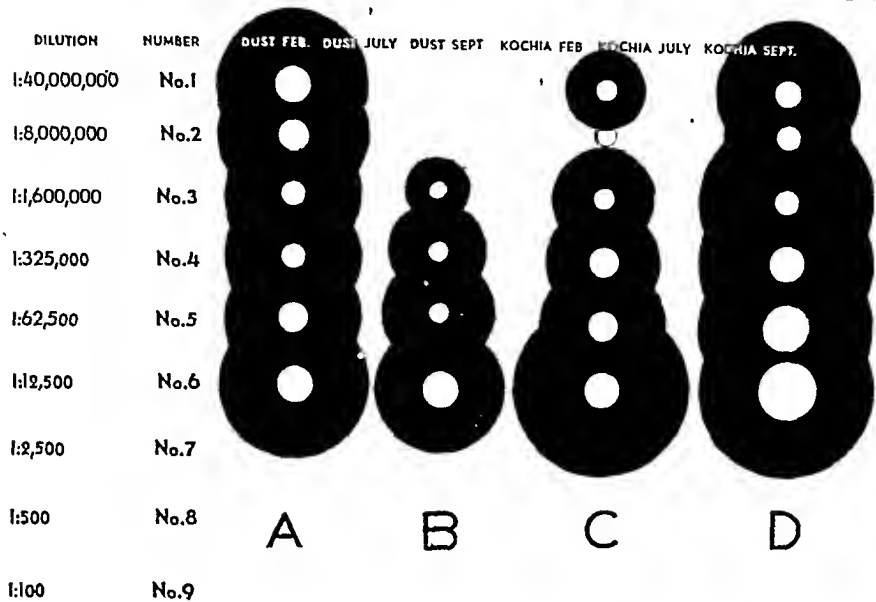 DILUTION NUMBER DUST FEB. DUST JULY DUST SEPT KOCHIA FEB KOCHIA JULY KOCHIA SEPT.
1:40,000,000 No.1
1:8,000,000 No.2
1:1,600,000 No.3
1:325,000 No.4
1:62,500 No.5
1:12,500 No.6
1:2,500 No.7
1:500 No.8 A B C D
1:100 No.9